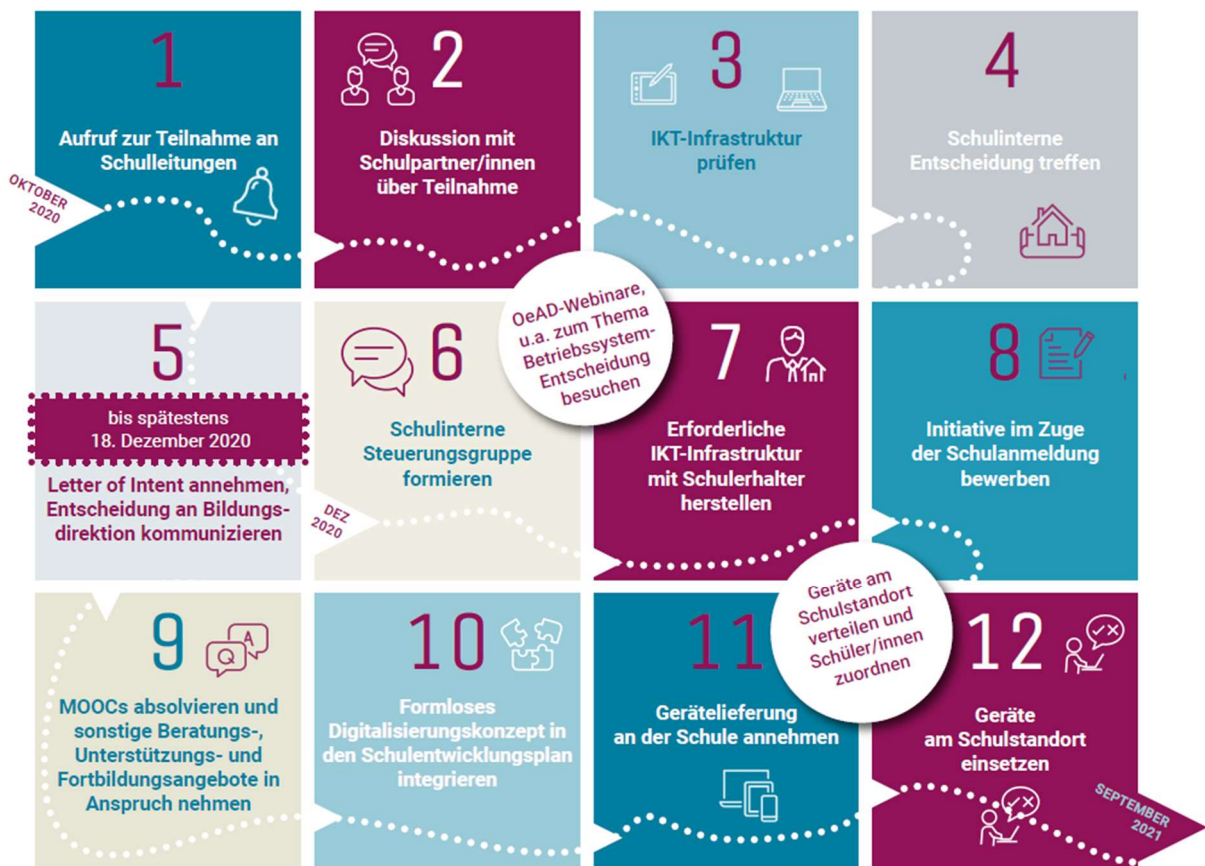 1
Aufruf zur Teilnahme an
Schulleitungen
OKTOBER
2020
2
Diskussion mit
Schulpartner/innen
über Teilnahme
3
IKT-Infrastruktur
prüfen
4
Schulinterne
Entscheidung treffen
5
bis spätestens
18. Dezember 2020
Letter of Intent annehmen,
Entscheidung an Bildungs-
direktion kommunizieren
DEZ
2020
6
Schulinterne
Steuerungsgruppe
formieren
OeAD-Webinare,
u.a. zum Thema
Betriebssystem-
Entscheidung
besuchen
7
Erforderliche
IKT-Infrastruktur
mit Schulerhalter
herstellen
8
Initiative im Zuge
der Schulanmeldung
bewerben
9
Q
A
MOOCs absolvieren und
sonstige Beratungs-,
Unterstützungs- und
Fortbildungsangebote in
Anspruch nehmen
10
Formloses
Digitalisierungskonzept in
den Schulentwicklungsplan
integrieren
11
Gerätelieferung
an der Schule annehmen
Geräte am
Schulstandort
verteilen und
Schüler/innen
zuordnen
12
Geräte
am Schulstandort
einsetzen
SEPTEMBER
2021